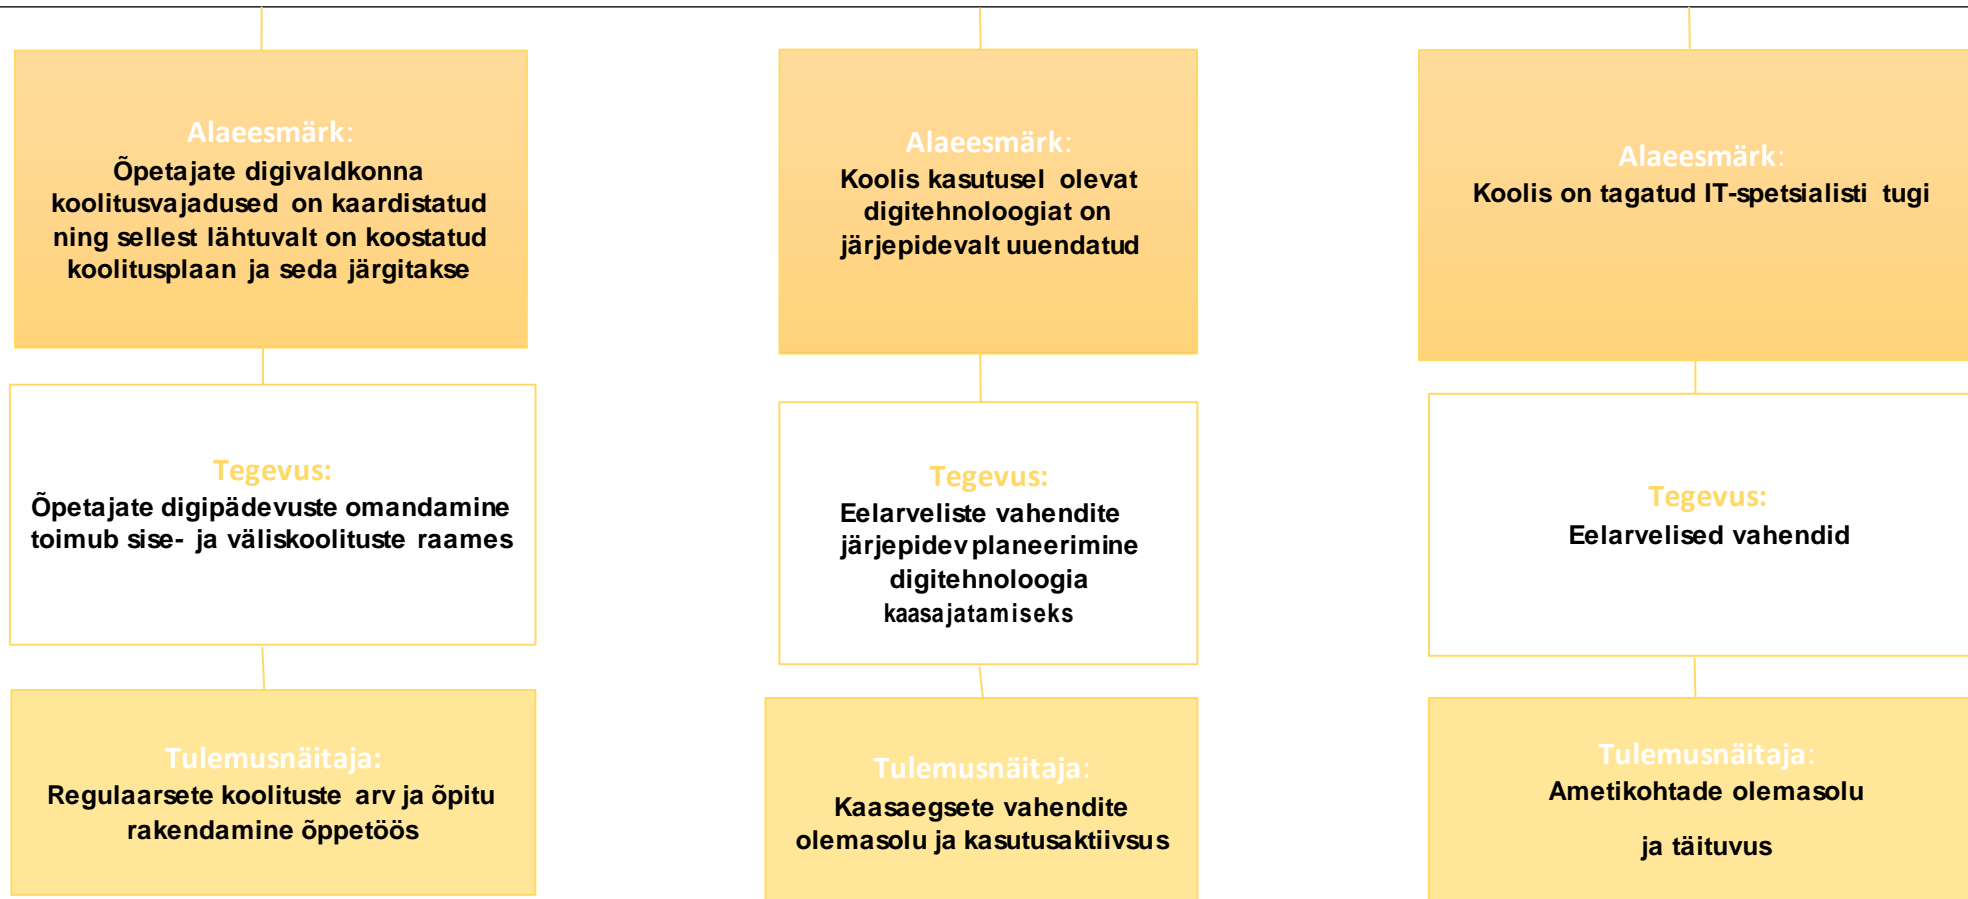 Alaeesmärk:
Õpetajate digivaldkonna
koolitusvajadused on kaardistatud
ning sellest lähtuvalt on koostatud
koolitusplaan ja seda järgitakse
Tegevus:
Õpetajate digipädevuste omandamine
toimub sise- ja väliskoolituste raames
Tulemusnäitaja:
Regulaarsete koolituste arv ja õpitu
rakendamine õppetöös
Alaeesmärk:
Koolis kasutusel olevat
digitehnoloogiat on
järjepidevalt uuendatud
Tegevus:
Eelarveliste vahendite
järjepidev planeerimine
digitehnoloogia
kaasajatamiseks
Tulemusnäitaja:
Kaasaegsete vahendite
olemasolu ja kasutusaktiivsus
Alaeesmärk:
Koolis on tagatud IT-spetsialisti tugi
Tegevus:
Eelarvelised vahendid
Tulemusnäitaja:
Ametikohtade olemasolu
ja täituvus